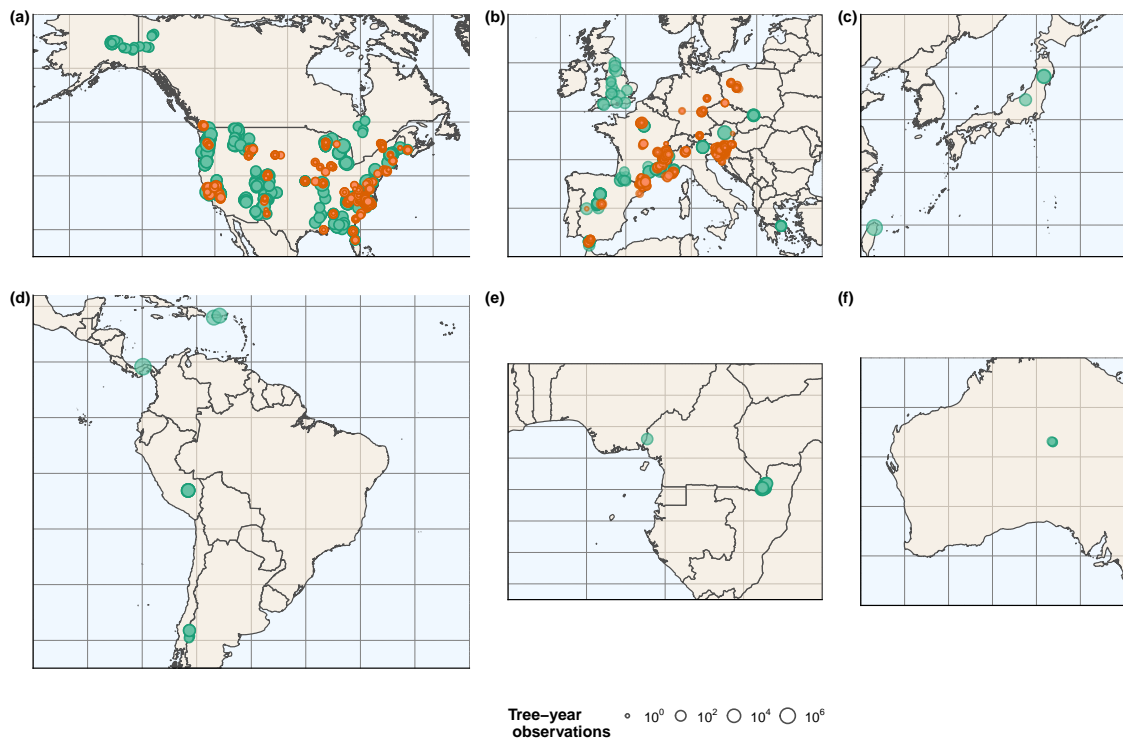 (a)
(b)
(c)
(d)
(e)
(f)
Tree−year
observations
10⁰
10²
10⁴
10⁶